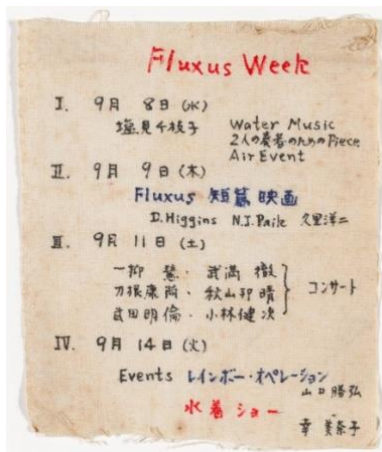 Fluxus Week
I. 9月 8日 (水)
塩見千枝子 Water Music
2人の奏者のためのPiece
Air Event
II. 9月 9日 (木)
Fluxus 短篇映画
D. Higgins N.J. Paik 久里洋二
III. 9月 11日 (土)
一柳 慧・武満 徹
刀根康尚・秋山邦晴 コンサート
武田明倫・小林健次
IV. 9月 14日 (火)
Events レインボー・オペレーション
山口勝弘
水着ショー
幸 美奈子